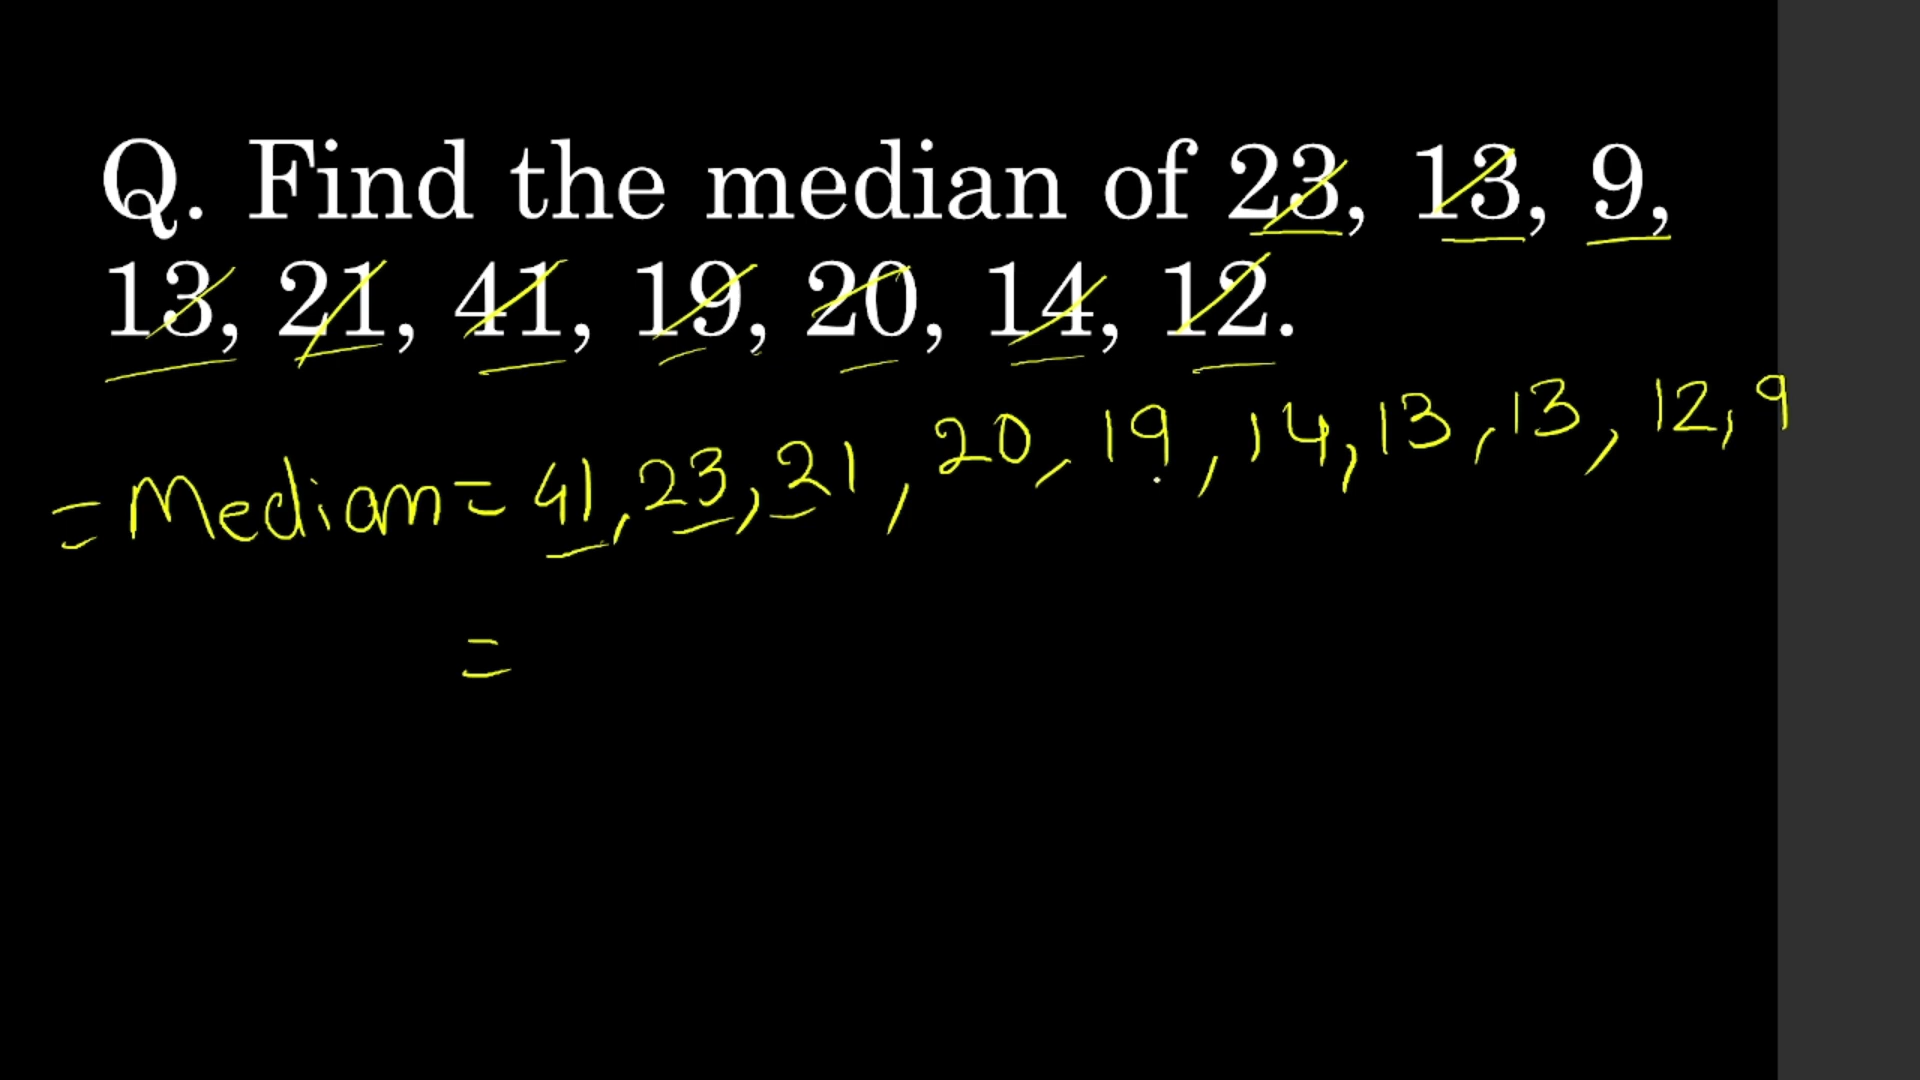 Q. Find the median of 23, 13, 9,
13, 21, 41, 19, 20, 14, 12.
= Median = 41, 23, 21, 20, 19, 14, 13, 13, 12, 9
=